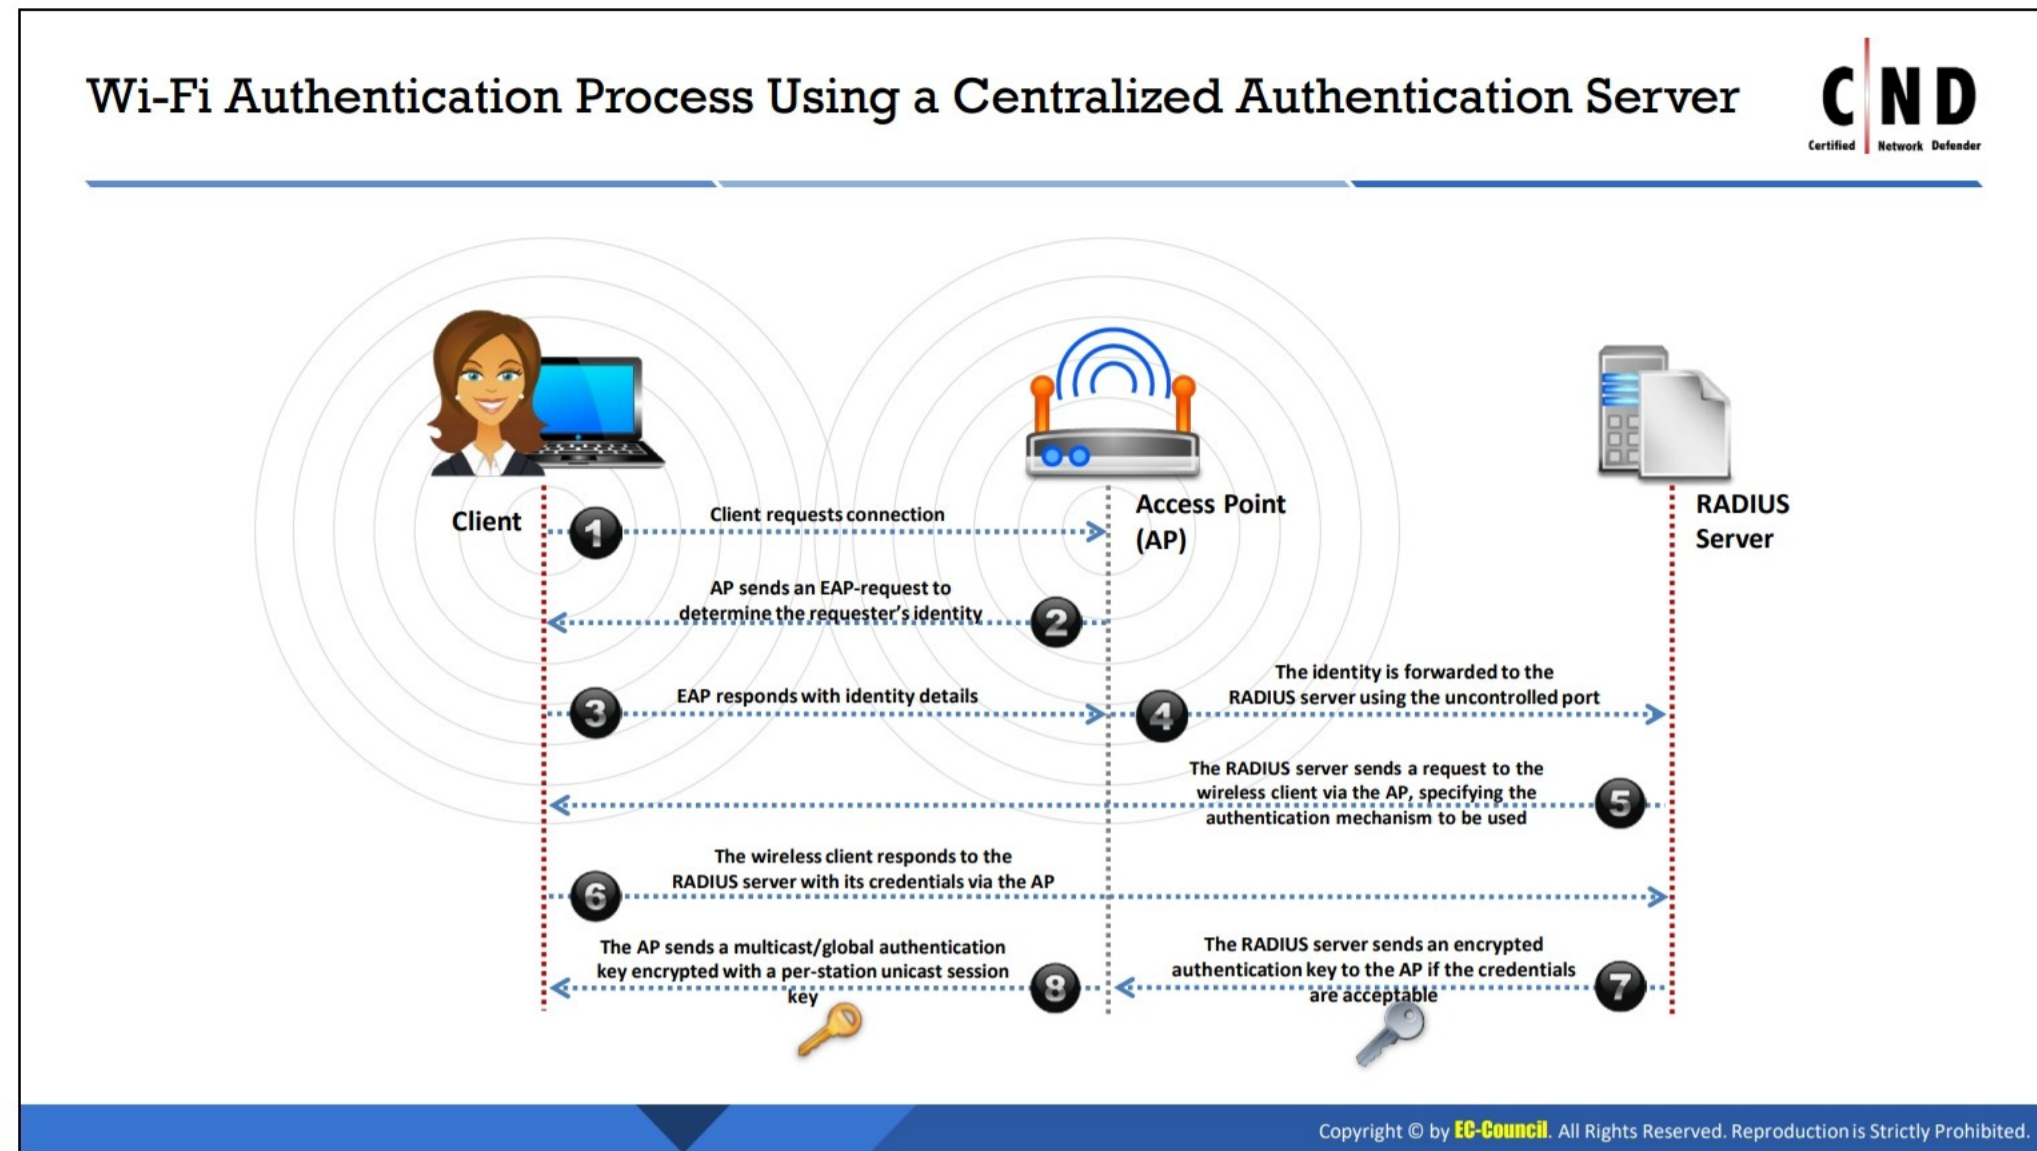 Wi-Fi Authentication Process Using a Centralized Authentication Server
C|ND
Certified Network Defender
Client
Access Point
(AP)
RADIUS
Server
1
Client requests connection
AP sends an EAP-request to
determine the requester's identity
2
3
EAP responds with identity details
4
The identity is forwarded to the
RADIUS server using the uncontrolled port
The RADIUS server sends a request to the
wireless client via the AP, specifying the
authentication mechanism to be used
5
The wireless client responds to the
RADIUS server with its credentials via the AP
6
The RADIUS server sends an encrypted
authentication key to the AP if the credentials
are acceptable
7
The AP sends a multicast/global authentication
key encrypted with a per-station unicast session
key
8
Copyright © by EC-Council. All Rights Reserved. Reproduction is Strictly Prohibited.